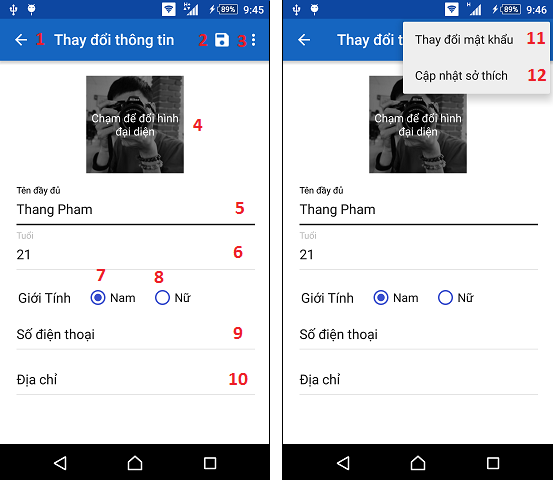 89% 9:45
1 Thay đổi thông tin 2 3
Chạm để đổi hình
đại diện
4
Tên đầy đủ
Thang Pham 5
Tuổi
21 6
7 8
Giới Tính Nam Nữ
Số điện thoại 9
Địa chỉ 10
H 89% 9:46
Thay đổi t
Thay đổi mật khẩu 11
Cập nhật sở thích 12
Chạm để đổi hình
đại diện
Tên đầy đủ
Thang Pham
Tuổi
21
Giới Tính Nam Nữ
Số điện thoại
Địa chỉ